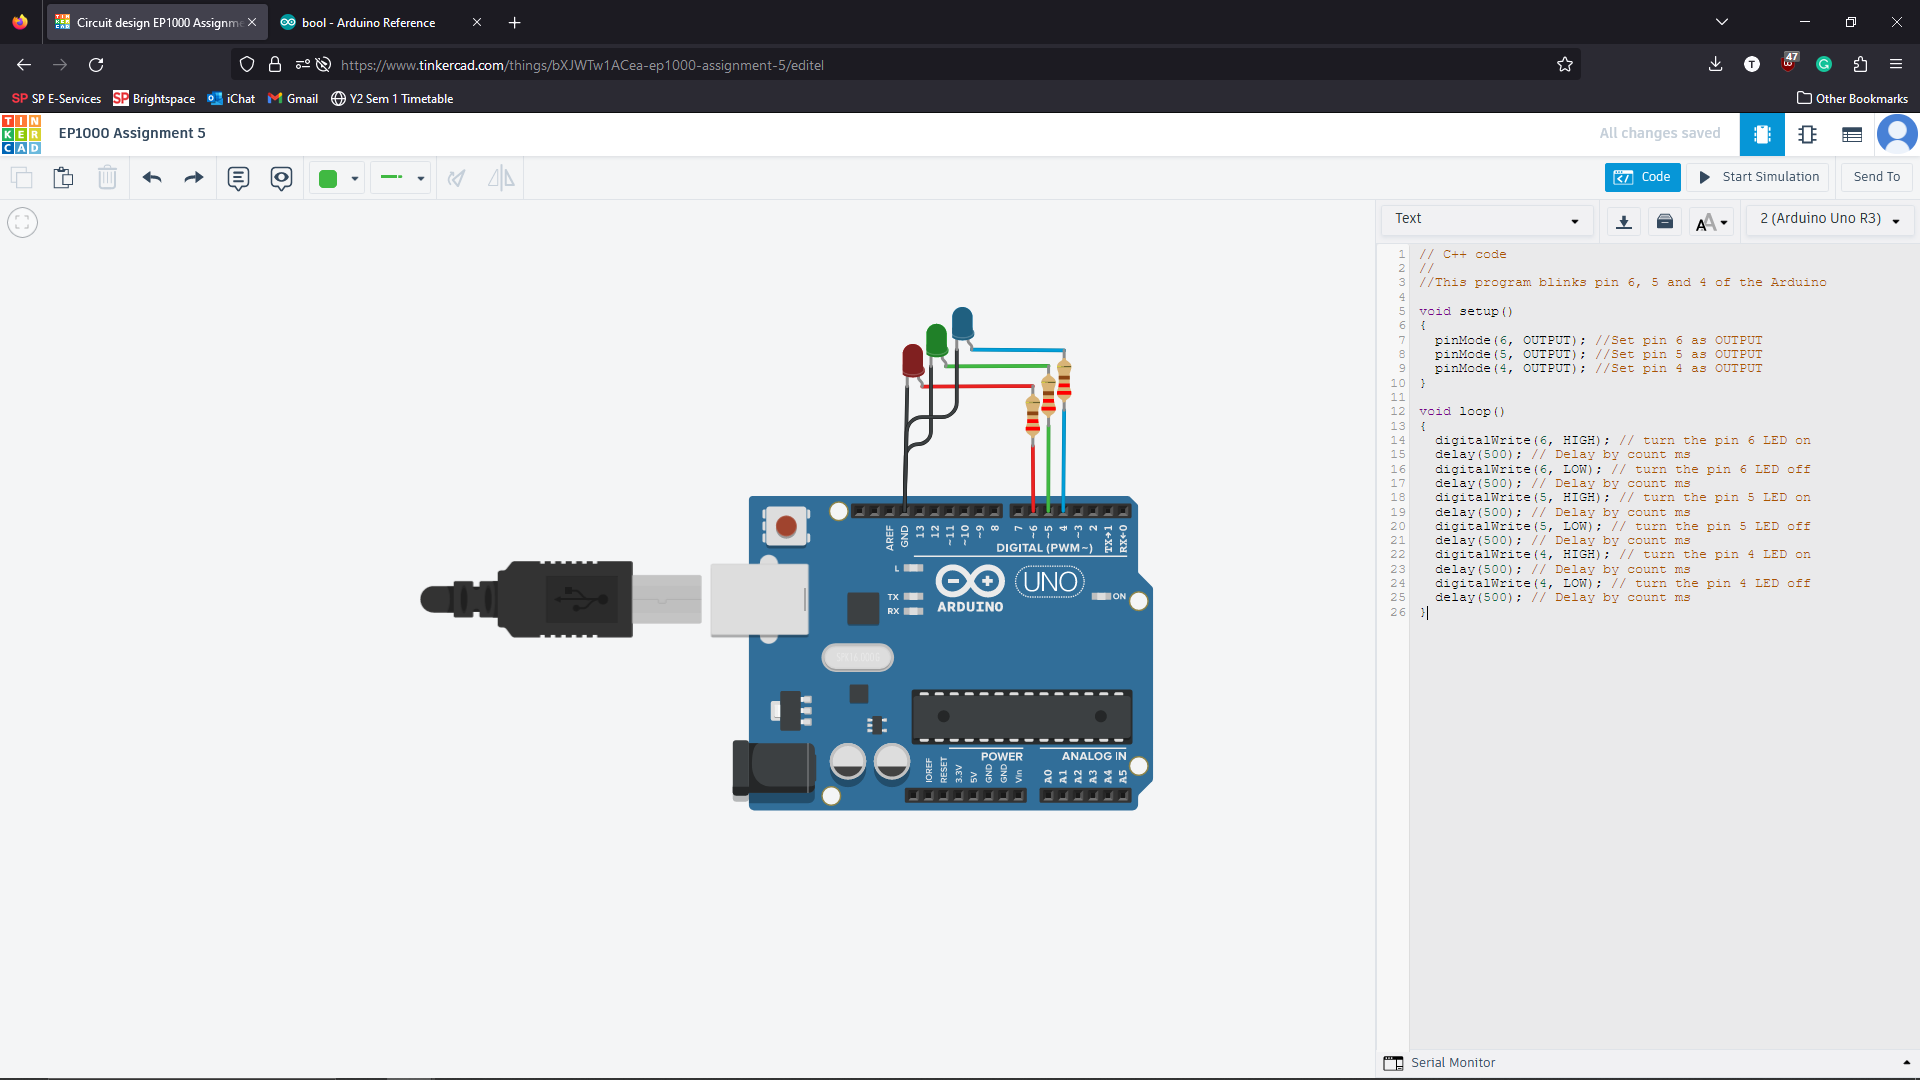 Circuit design EP1000 Assignm
bool - Arduino Reference
https://www.tinkercad.com/things/bXJWTw1ACea-ep1000-assignment-5/editel
47
T
SP SP E-Services
SP Brightspace
iChat
Gmail
Y2 Sem 1 Timetable
Other Bookmarks
TIN
KER
CAD
EP1000 Assignment 5
All changes saved
Code
Start Simulation
Send To
Text
AA
2 (Arduino Uno R3)
1 // C++ code
2 //
3 //This program blinks pin 6, 5 and 4 of the Arduino
4
5 void setup()
6 {
7 pinMode(6, OUTPUT); //Set pin 6 as OUTPUT
8 pinMode(5, OUTPUT); //Set pin 5 as OUTPUT
9 pinMode(4, OUTPUT); //Set pin 4 as OUTPUT
10 }
11
12 void loop()
13 {
14 digitalWrite(6, HIGH); // turn the pin 6 LED on
15 delay(500); // Delay by count ms
16 digitalWrite(6, LOW); // turn the pin 6 LED off
17 delay(500); // Delay by count ms
18 digitalWrite(5, HIGH); // turn the pin 5 LED on
19 delay(500); // Delay by count ms
20 digitalWrite(5, LOW); // turn the pin 5 LED off
21 delay(500); // Delay by count ms
22 digitalWrite(4, HIGH); // turn the pin 4 LED on
23 delay(500); // Delay by count ms
24 digitalWrite(4, LOW); // turn the pin 4 LED off
25 delay(500); // Delay by count ms
26 }
AREF
GND
13
12
~11
~10
~9
8
7
~6
~5
4
~3
2
TX→1
RX←0
DIGITAL (PWM~)
L
TX
RX
ARDUINO
UNO
ON
POWER
ANALOG IN
IOREF
RESET
3.3V
5V
GND
GND
Vin
A0
A1
A2
A3
A4
A5
Serial Monitor